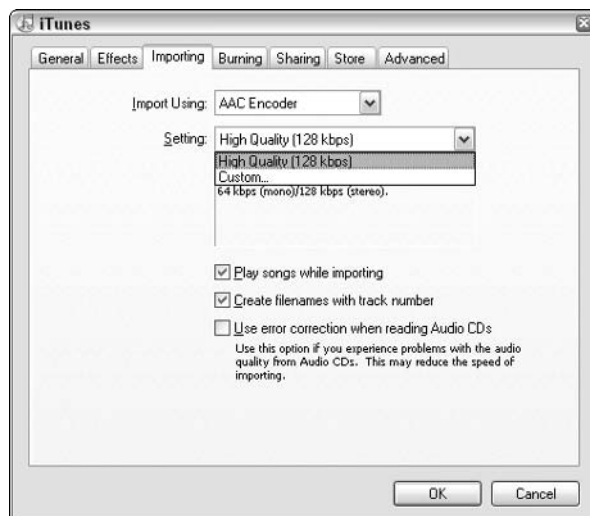 iTunes
General Effects Importing Burning Sharing Store Advanced
Import Using: AAC Encoder
Setting: High Quality (128 kbps)
High Quality (128 kbps)
Custom...
64 kbps (mono)/128 kbps (stereo).
Play songs while importing
Create filenames with track number
Use error correction when reading Audio CDs
Use this option if you experience problems with the audio
quality from Audio CDs. This may reduce the speed of
importing.
OK Cancel